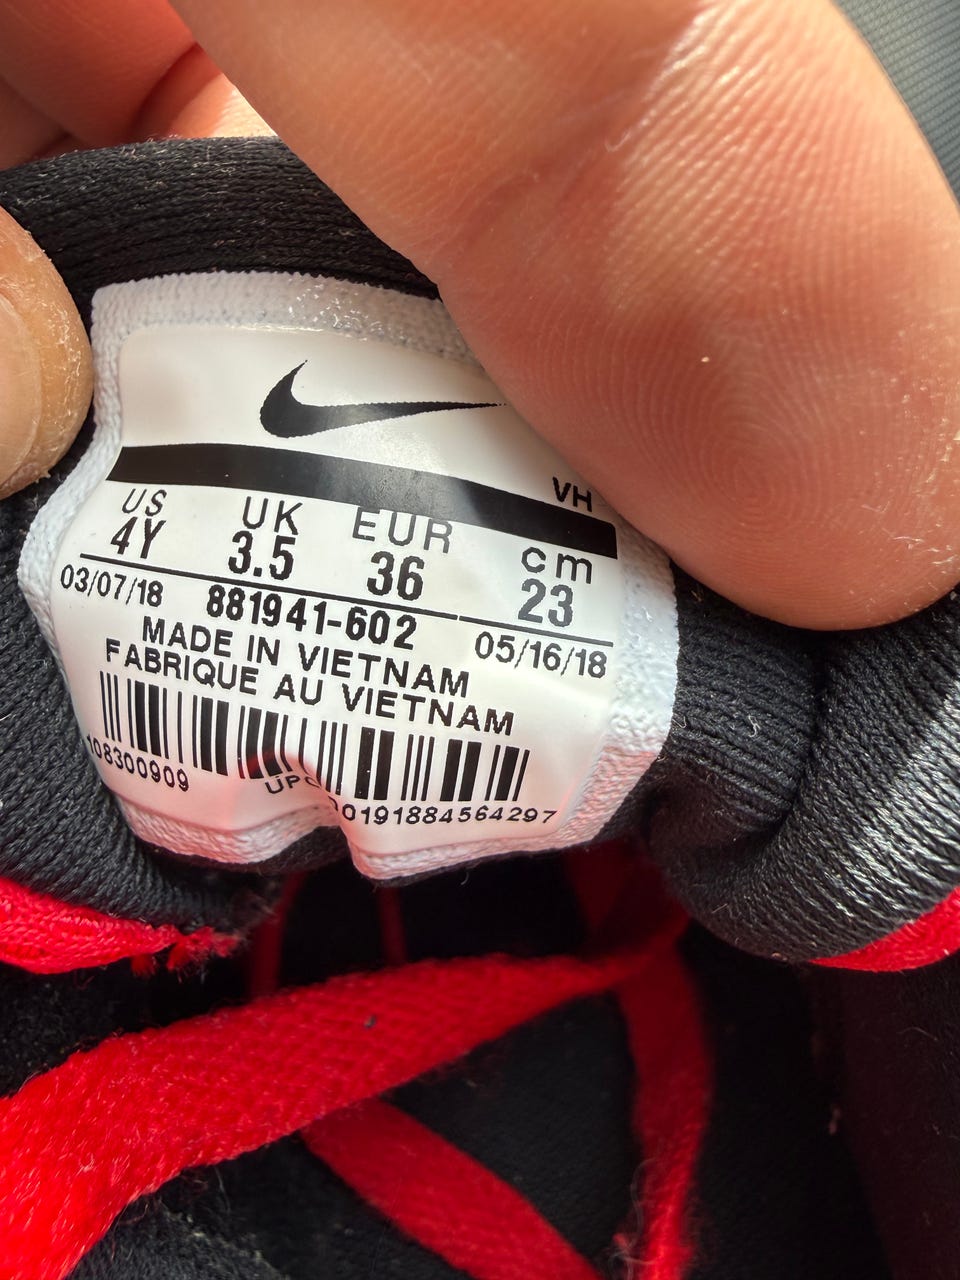 VH
US UK EUR cm
4Y 3.5 36 23
03/07/18 881941-602 05/16/18
MADE IN VIETNAM
FABRIQUE AU VIETNAM
108300909 UPC 00191884564297